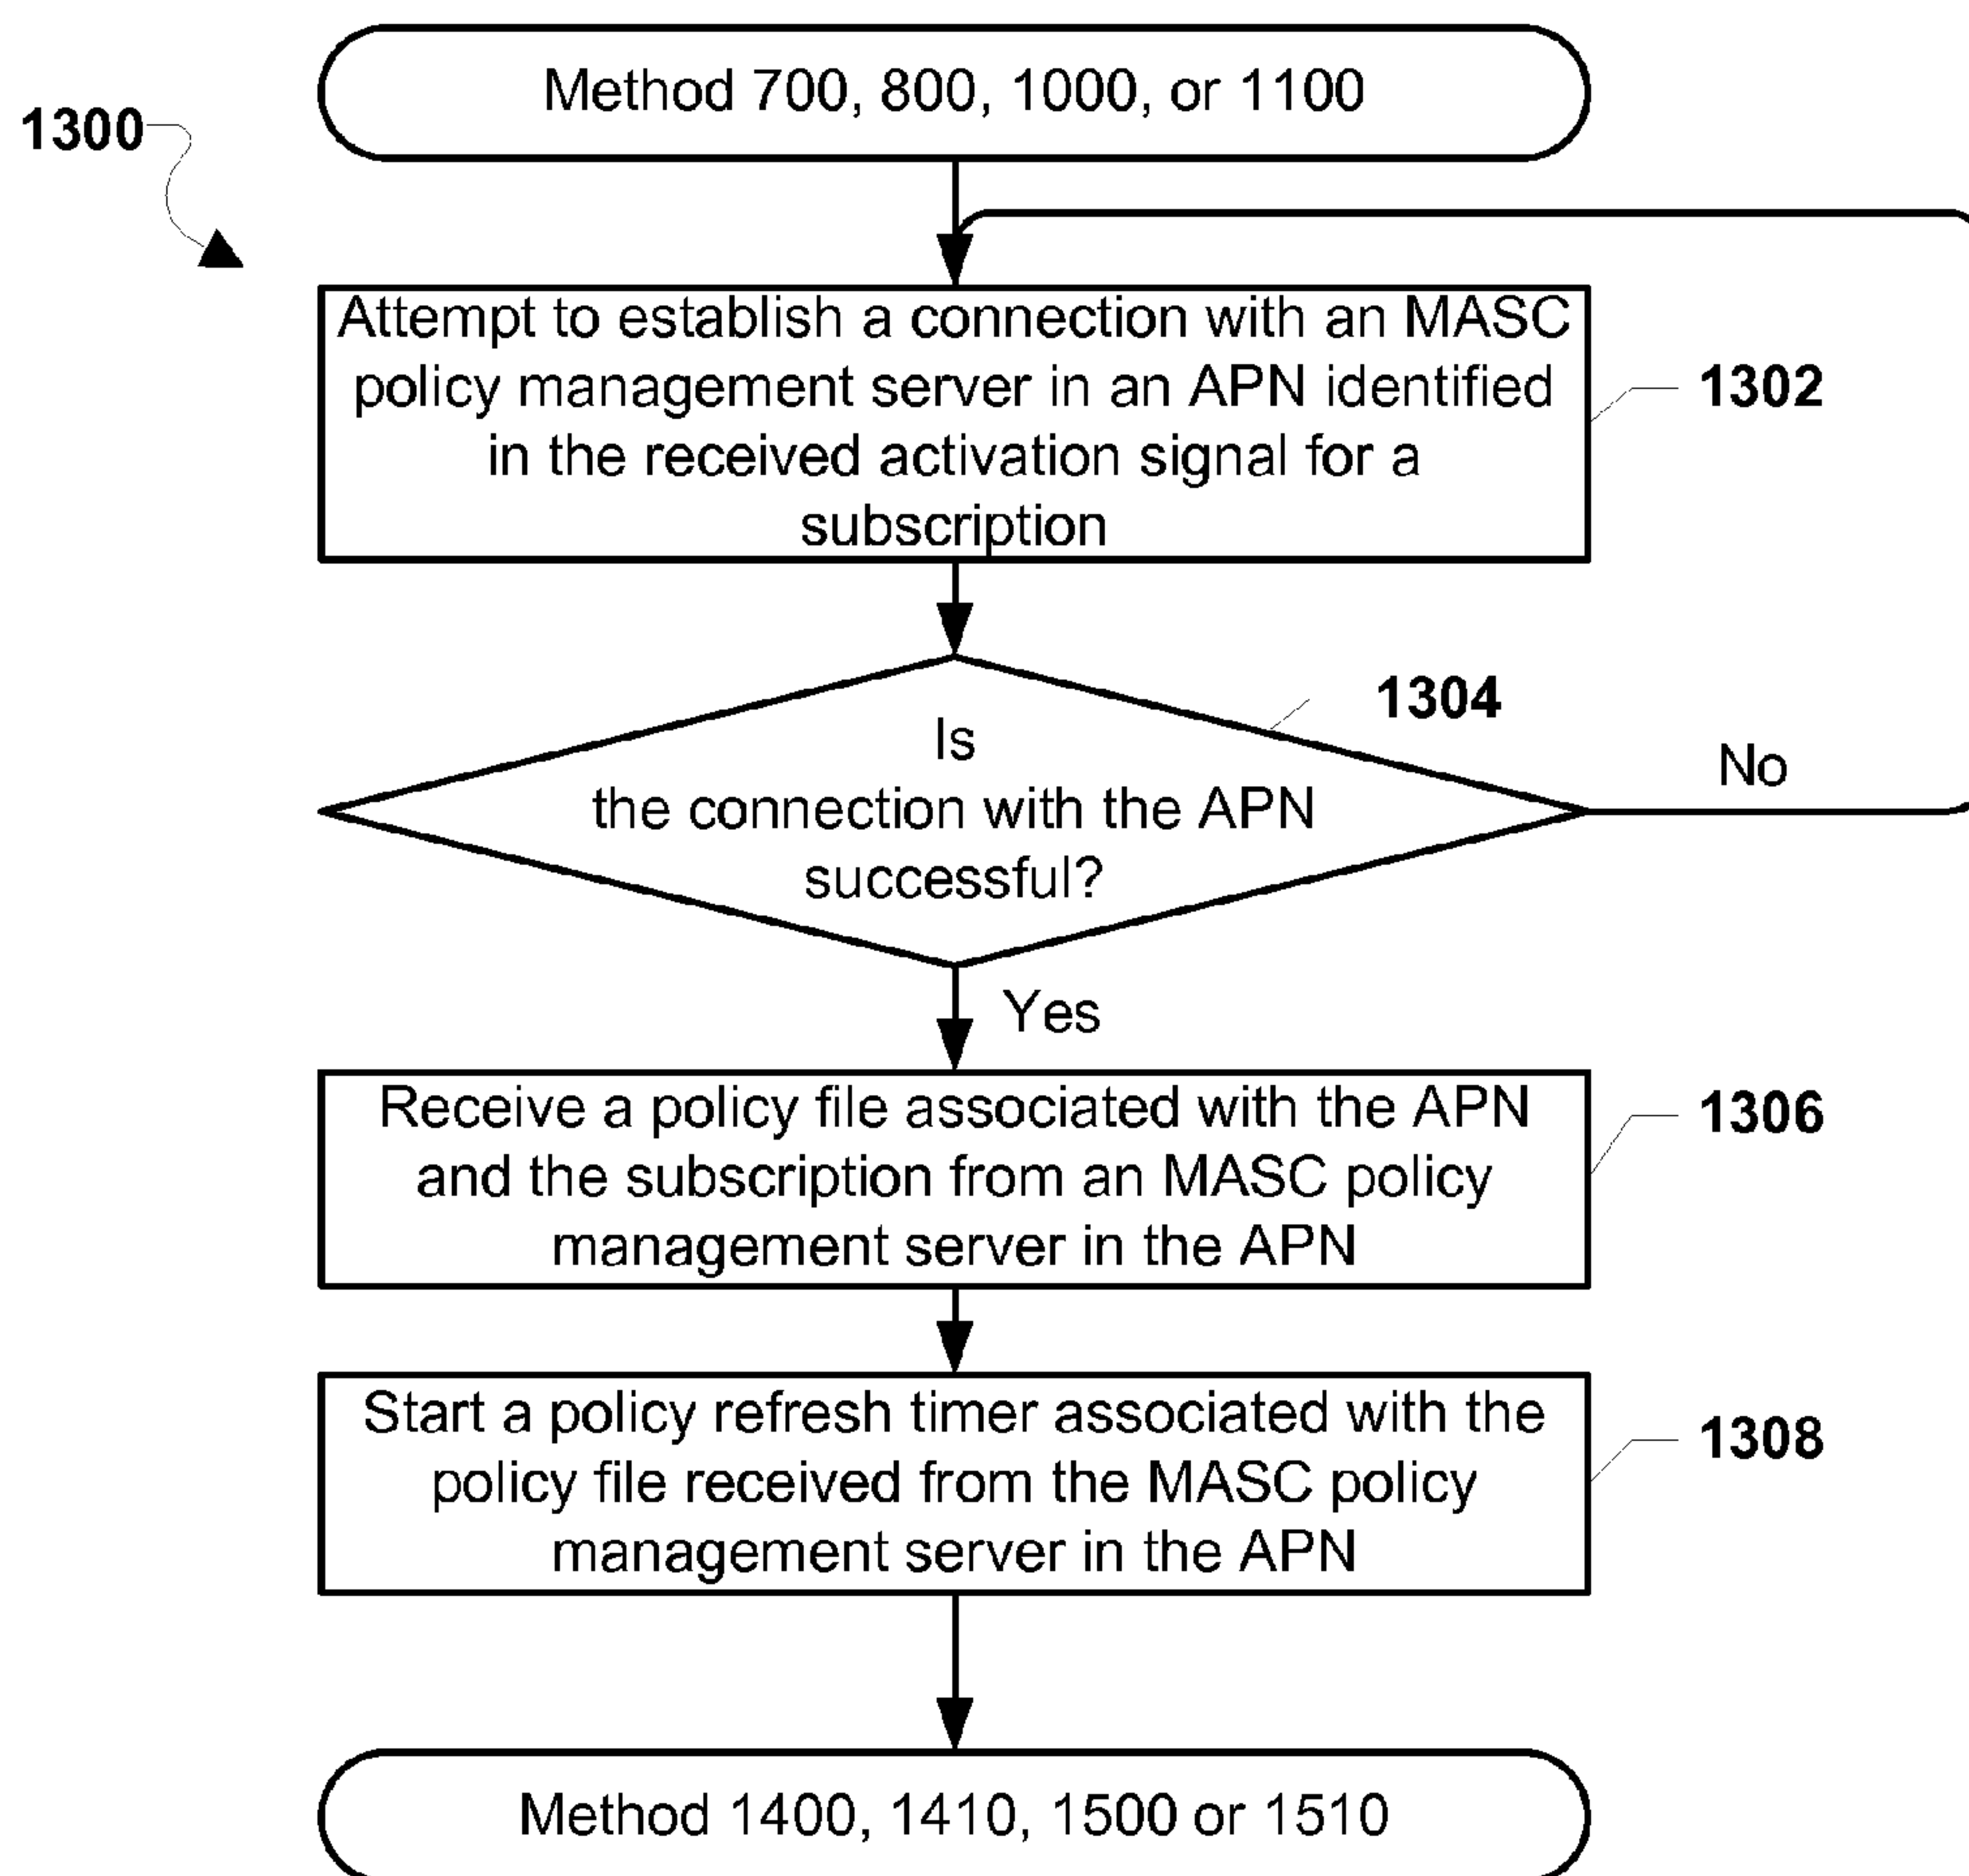 Method 700, 800, 1000, or 1100
1300
Attempt to establish a connection with an MASC
policy management server in an APN identified
in the received activation signal for a
subscription
1302
1304
Is
the connection with the APN
successful?
No
Yes
Receive a policy file associated with the APN
and the subscription from an MASC policy
management server in the APN
1306
Start a policy refresh timer associated with the
policy file received from the MASC policy
management server in the APN
1308
Method 1400, 1410, 1500 or 1510